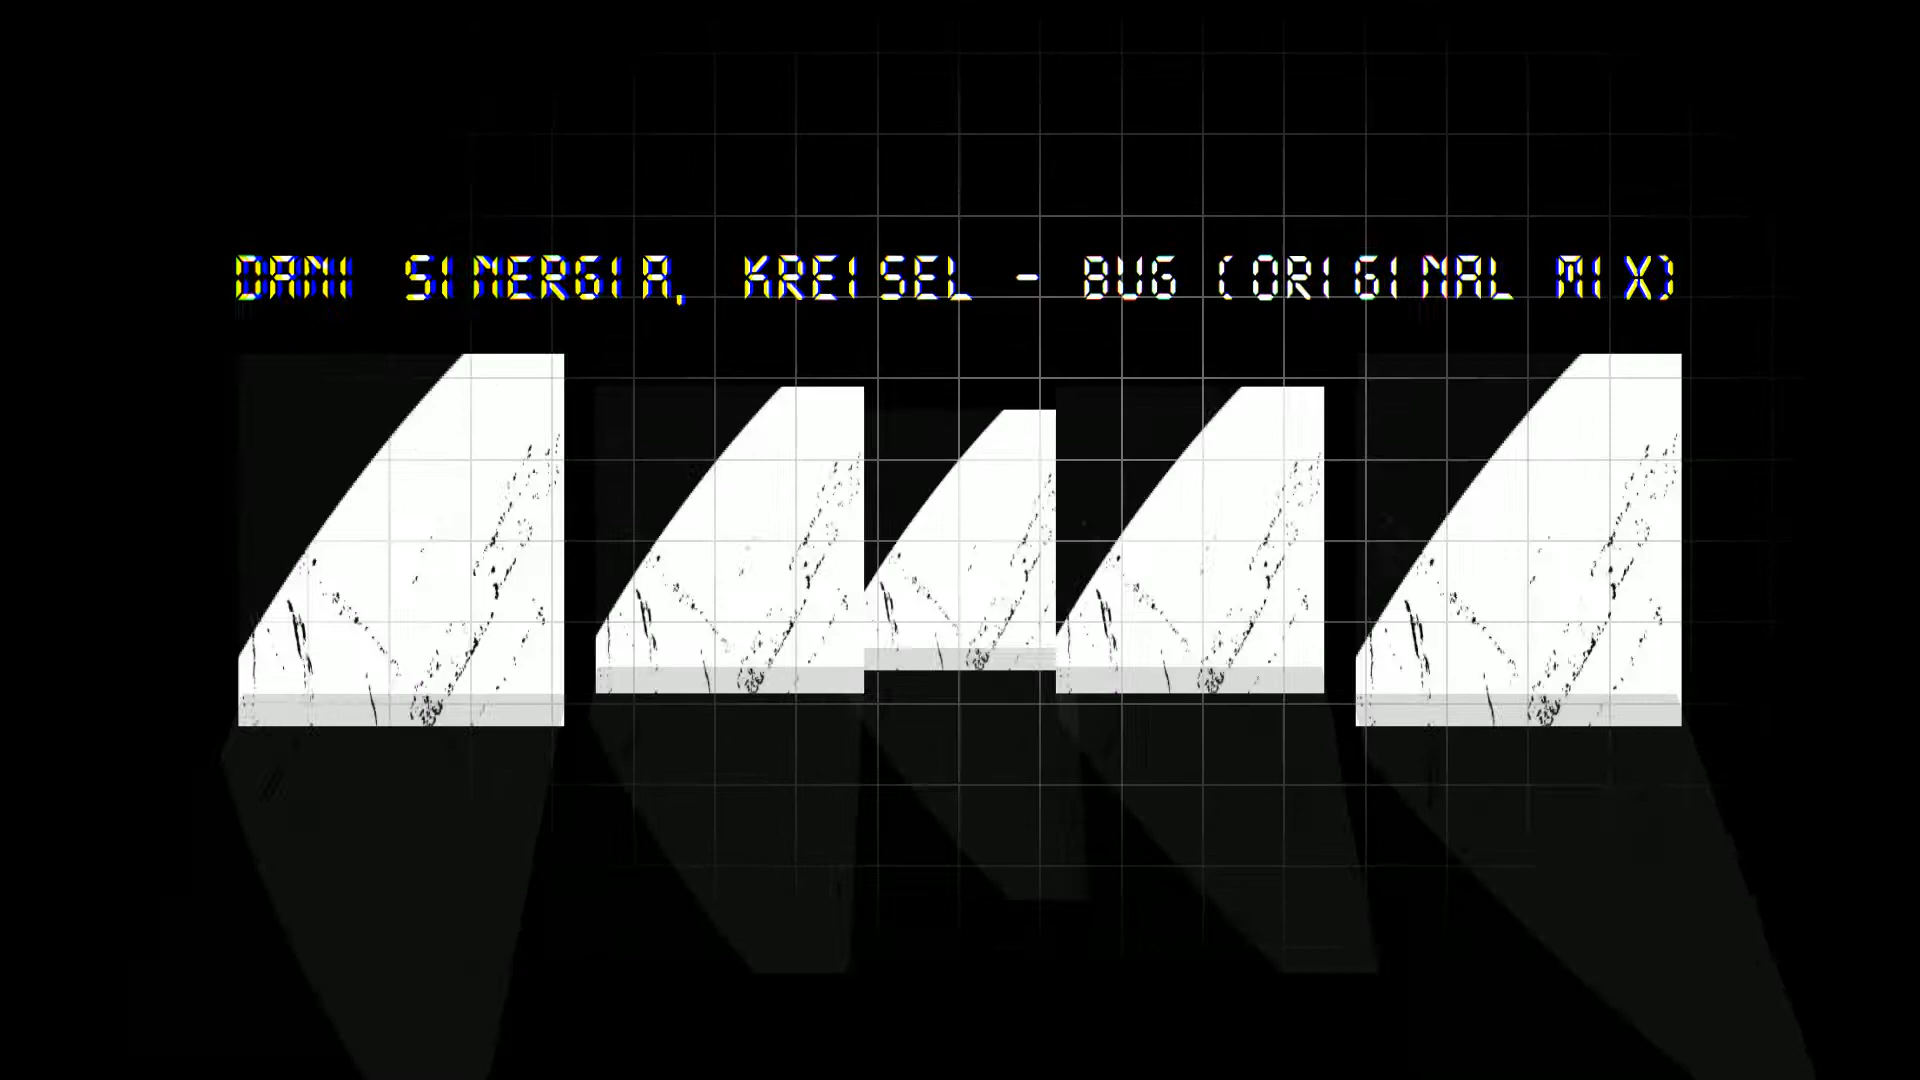 DANI SINERGIA, KREISEL - BUG (ORIGINAL MIX)